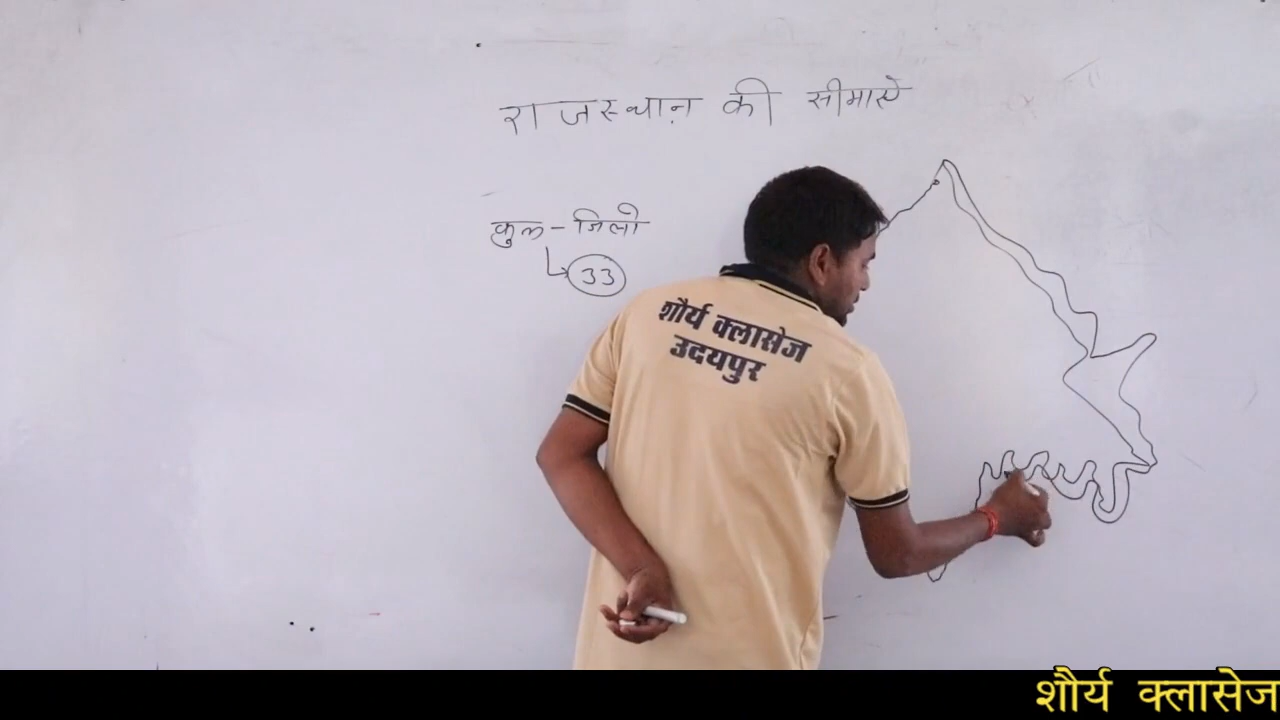 राजस्थान की सीमाऐ
कुल - जिलो
33
शौर्य क्लासेज
उदयपुर
शौर्य क्लासेज